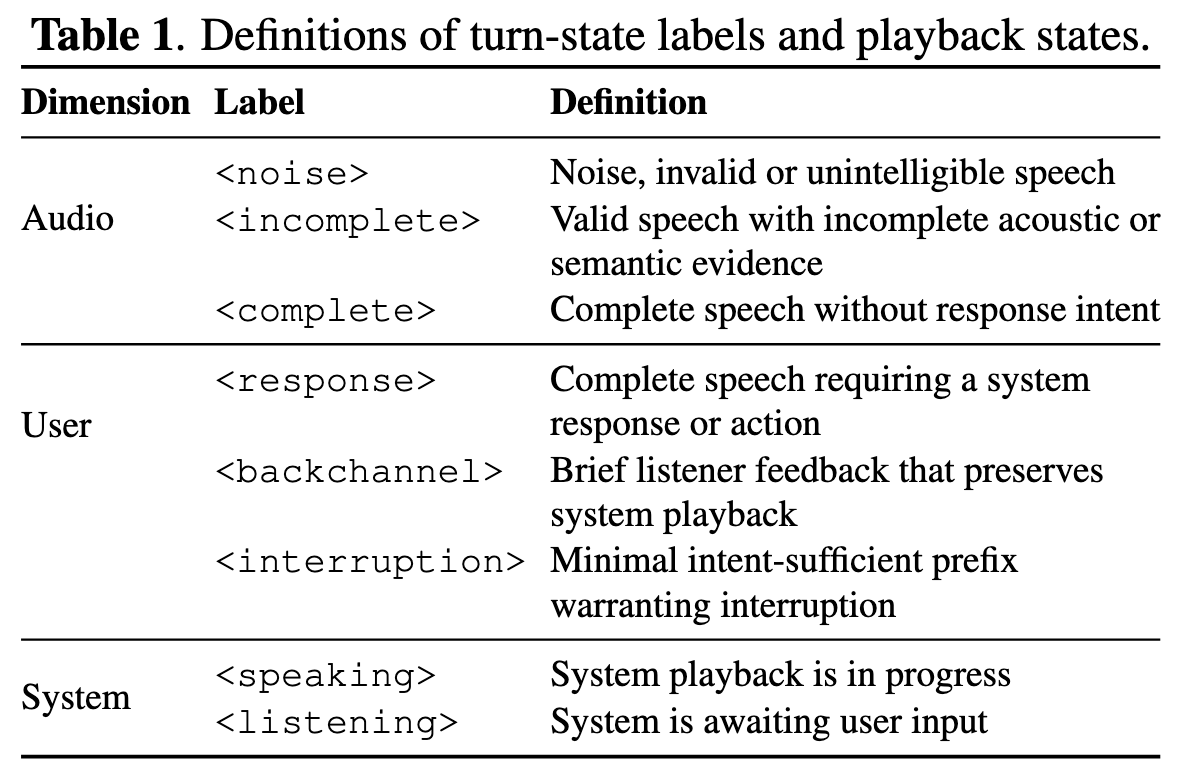 Table 1. Definitions of turn-state labels and playback states.
Dimension Label Definition
<noise> Noise, invalid or unintelligible speech
Audio <incomplete> Valid speech with incomplete acoustic or
semantic evidence
<complete> Complete speech without response intent
<response> Complete speech requiring a system
User response or action
<backchannel> Brief listener feedback that preserves
system playback
<interruption> Minimal intent-sufficient prefix
warranting interruption
<speaking> System playback is in progress
System
<listening> System is awaiting user input